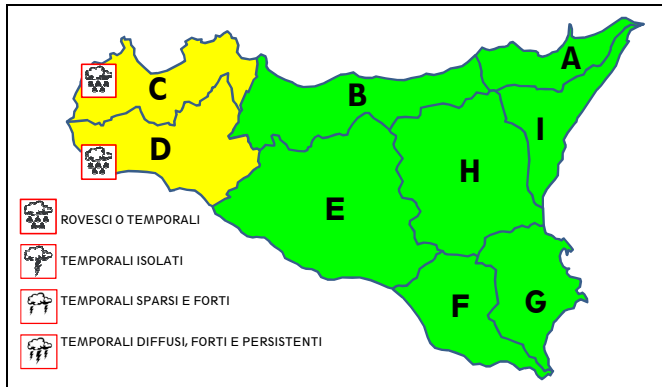 A
B
C
I
D
H
E
F
G
ROVESCI O TEMPORALI
TEMPORALI ISOLATI
TEMPORALI SPARSI E FORTI
TEMPORALI DIFFUSI, FORTI E PERSISTENTI